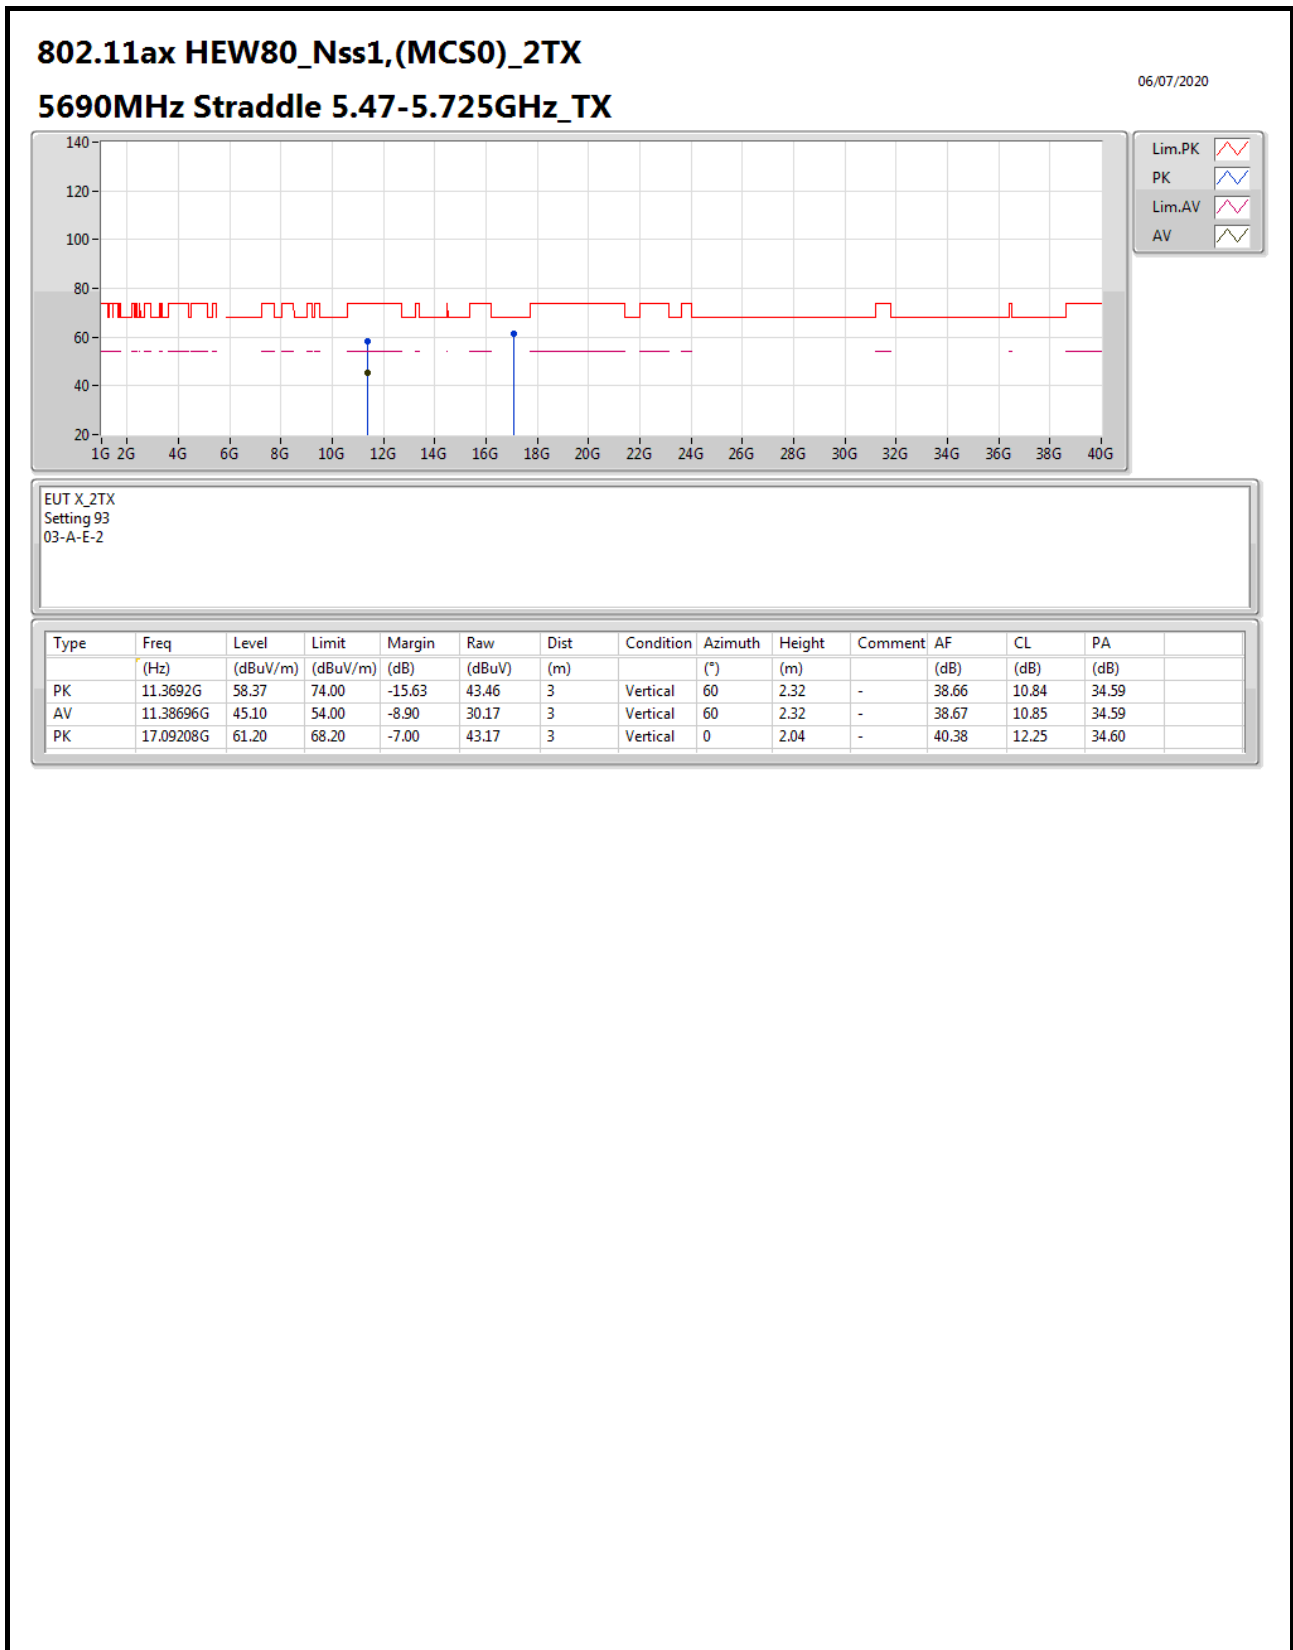 802.11ax HEW80_Nss1,(MCS0)_2TX
06/07/2020
5690MHz Straddle 5.47-5.725GHz_TX
140
120
100
80
60
40
20
1G 2G 4G 6G 8G 10G 12G 14G 16G 18G 20G 22G 24G 26G 28G 30G 32G 34G 36G 38G 40G
Lim.PK
PK
Lim.AV
AV
EUT X_2TX
Setting 93
03-A-E-2
Type Freq Level Limit Margin Raw Dist Condition Azimuth Height Comment AF CL PA
(Hz) (dBuV/m) (dBuV/m) (dB) (dBuV) (m) (°) (m) (dB) (dB) (dB)
PK 11.3692G 58.37 74.00 -15.63 43.46 3 Vertical 60 2.32 - 38.66 10.84 34.59
AV 11.38696G 45.10 54.00 -8.90 30.17 3 Vertical 60 2.32 - 38.67 10.85 34.59
PK 17.09208G 61.20 68.20 -7.00 43.17 3 Vertical 0 2.04 - 40.38 12.25 34.60